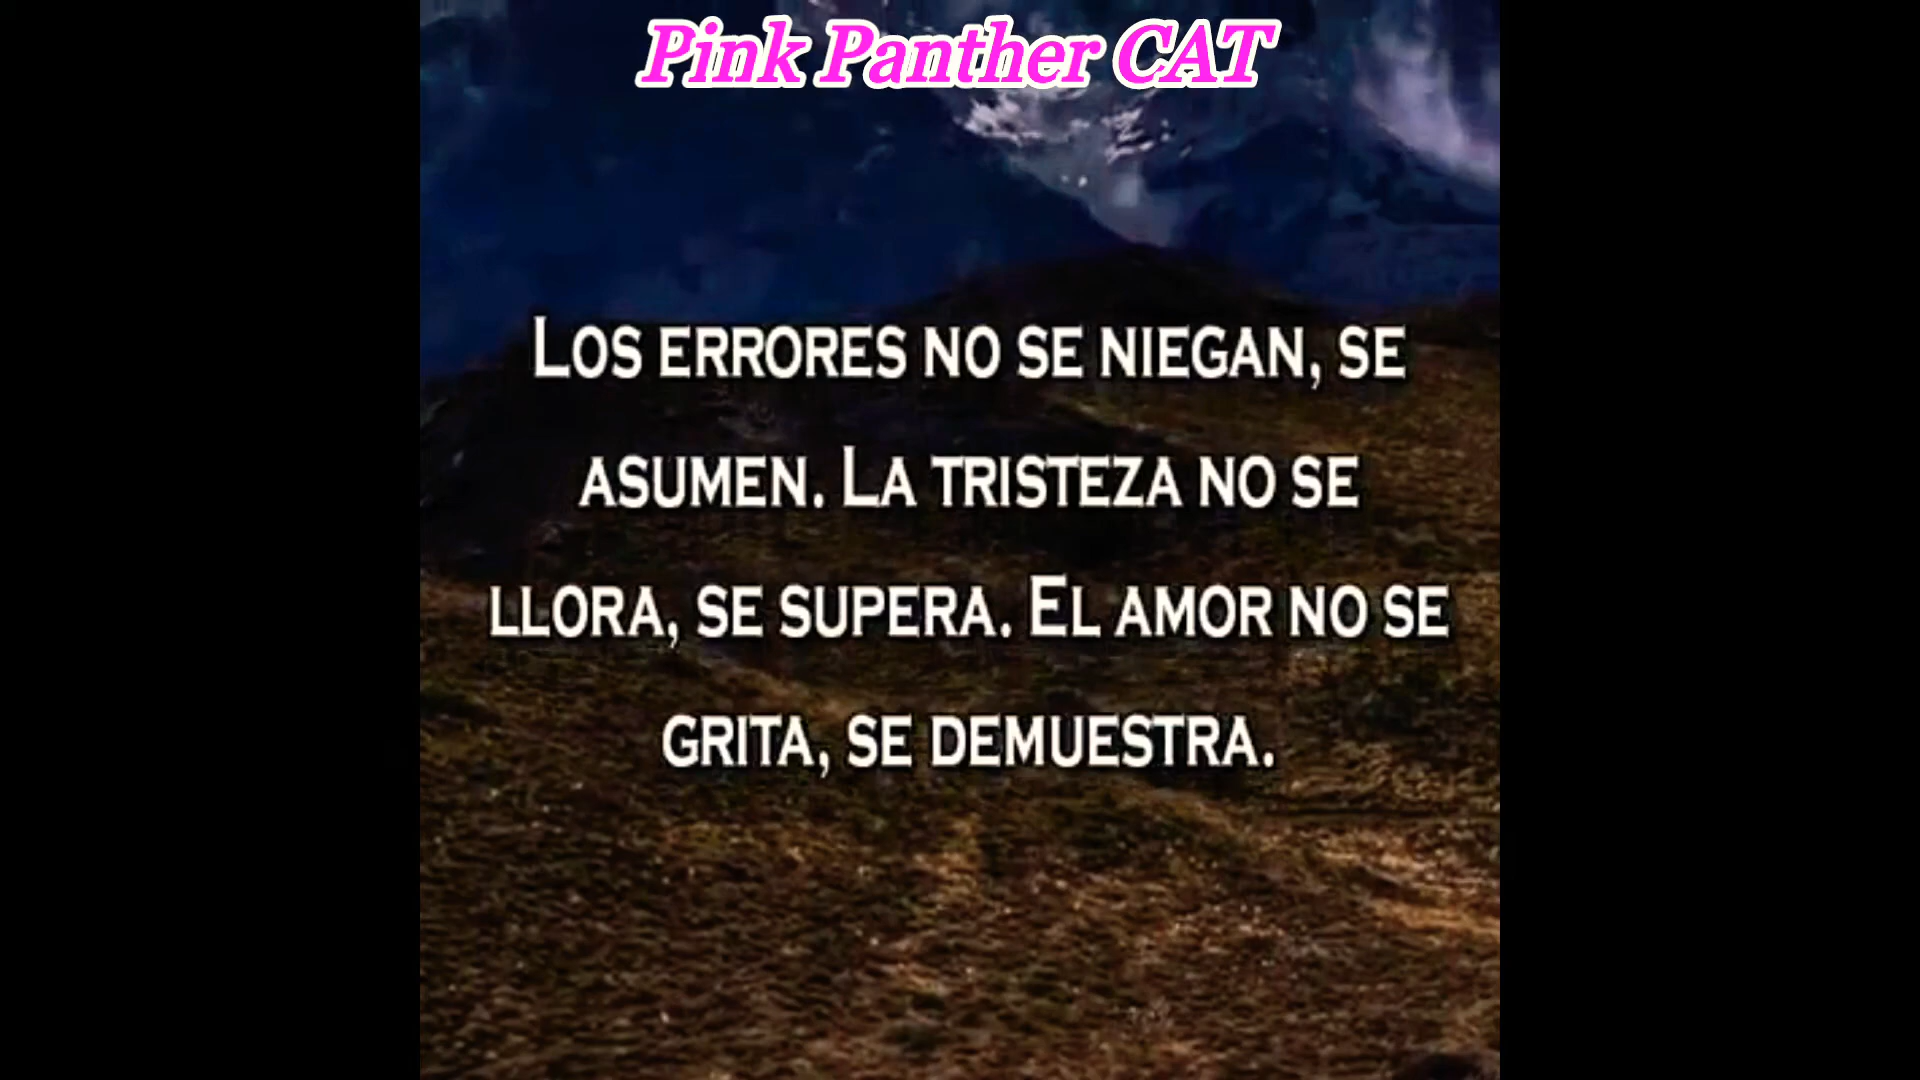 Pink Panther CAT
Los errores no se niegan, se
asumen. La tristeza no se
llora, se supera. El amor no se
grita, se demuestra.